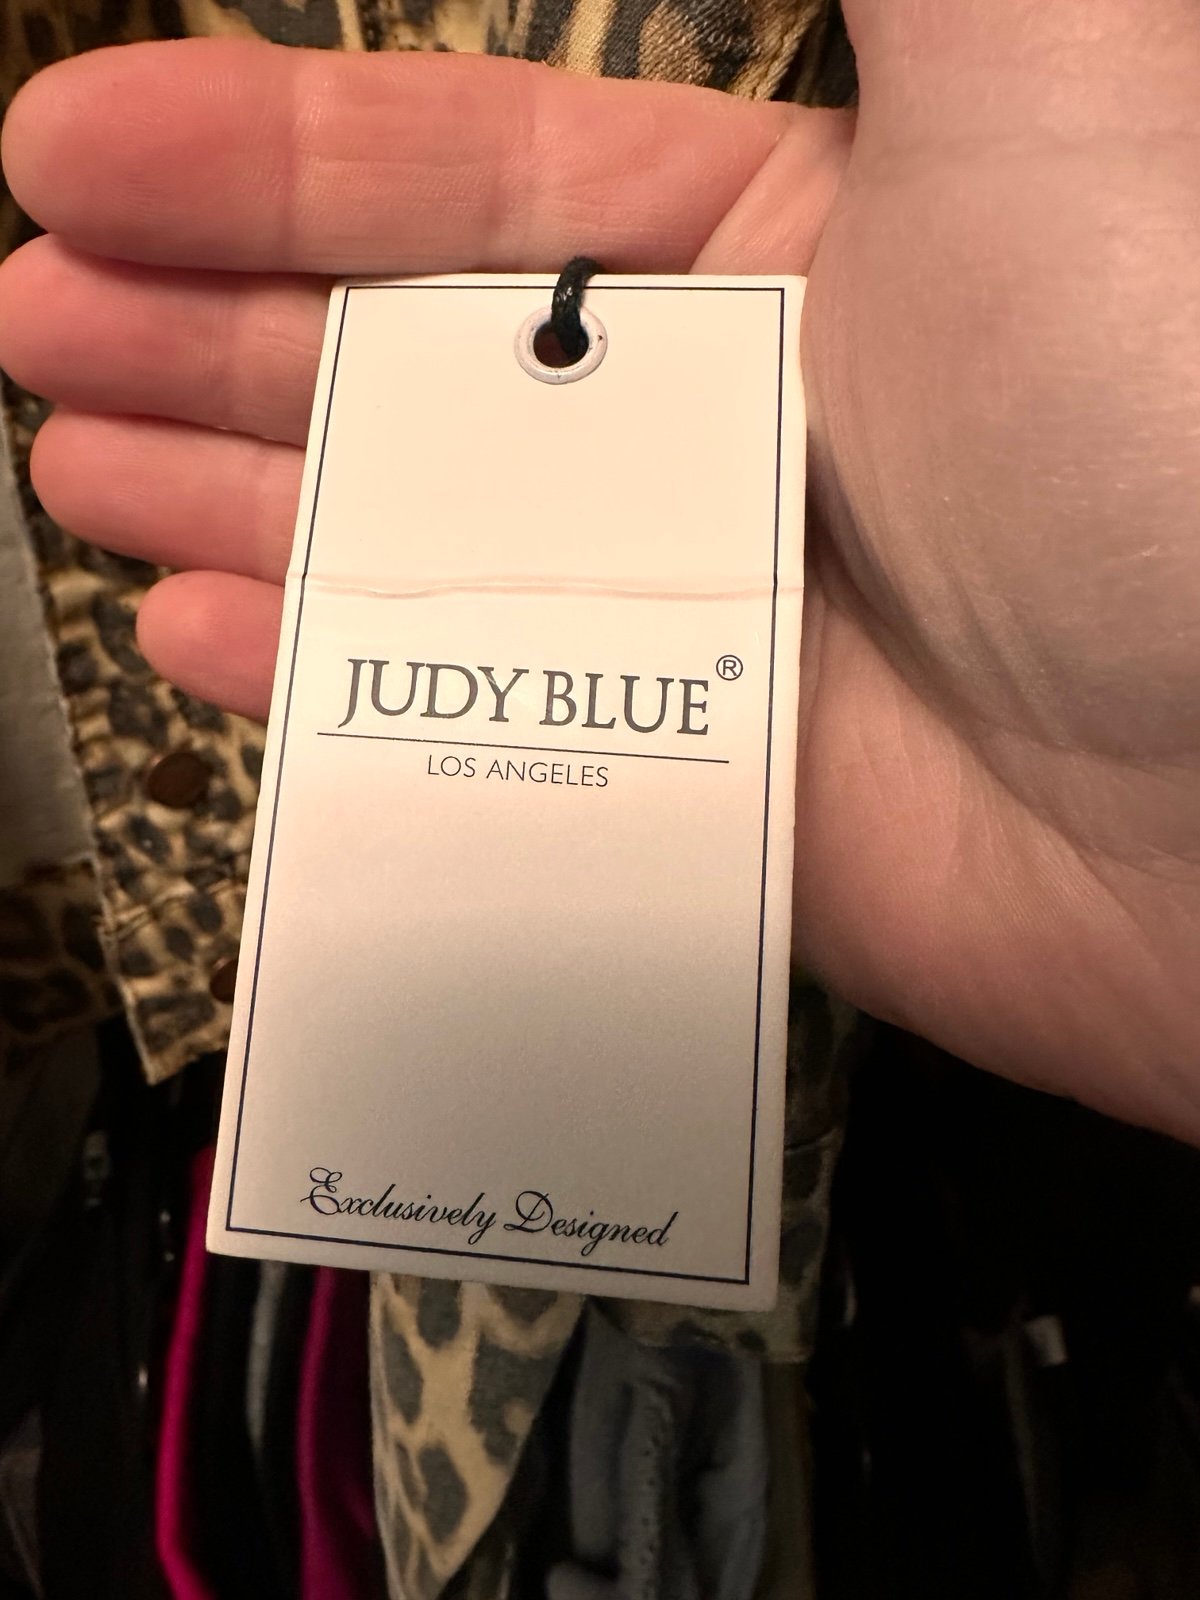 JUDY BLUE®
LOS ANGELES
Exclusively Designed